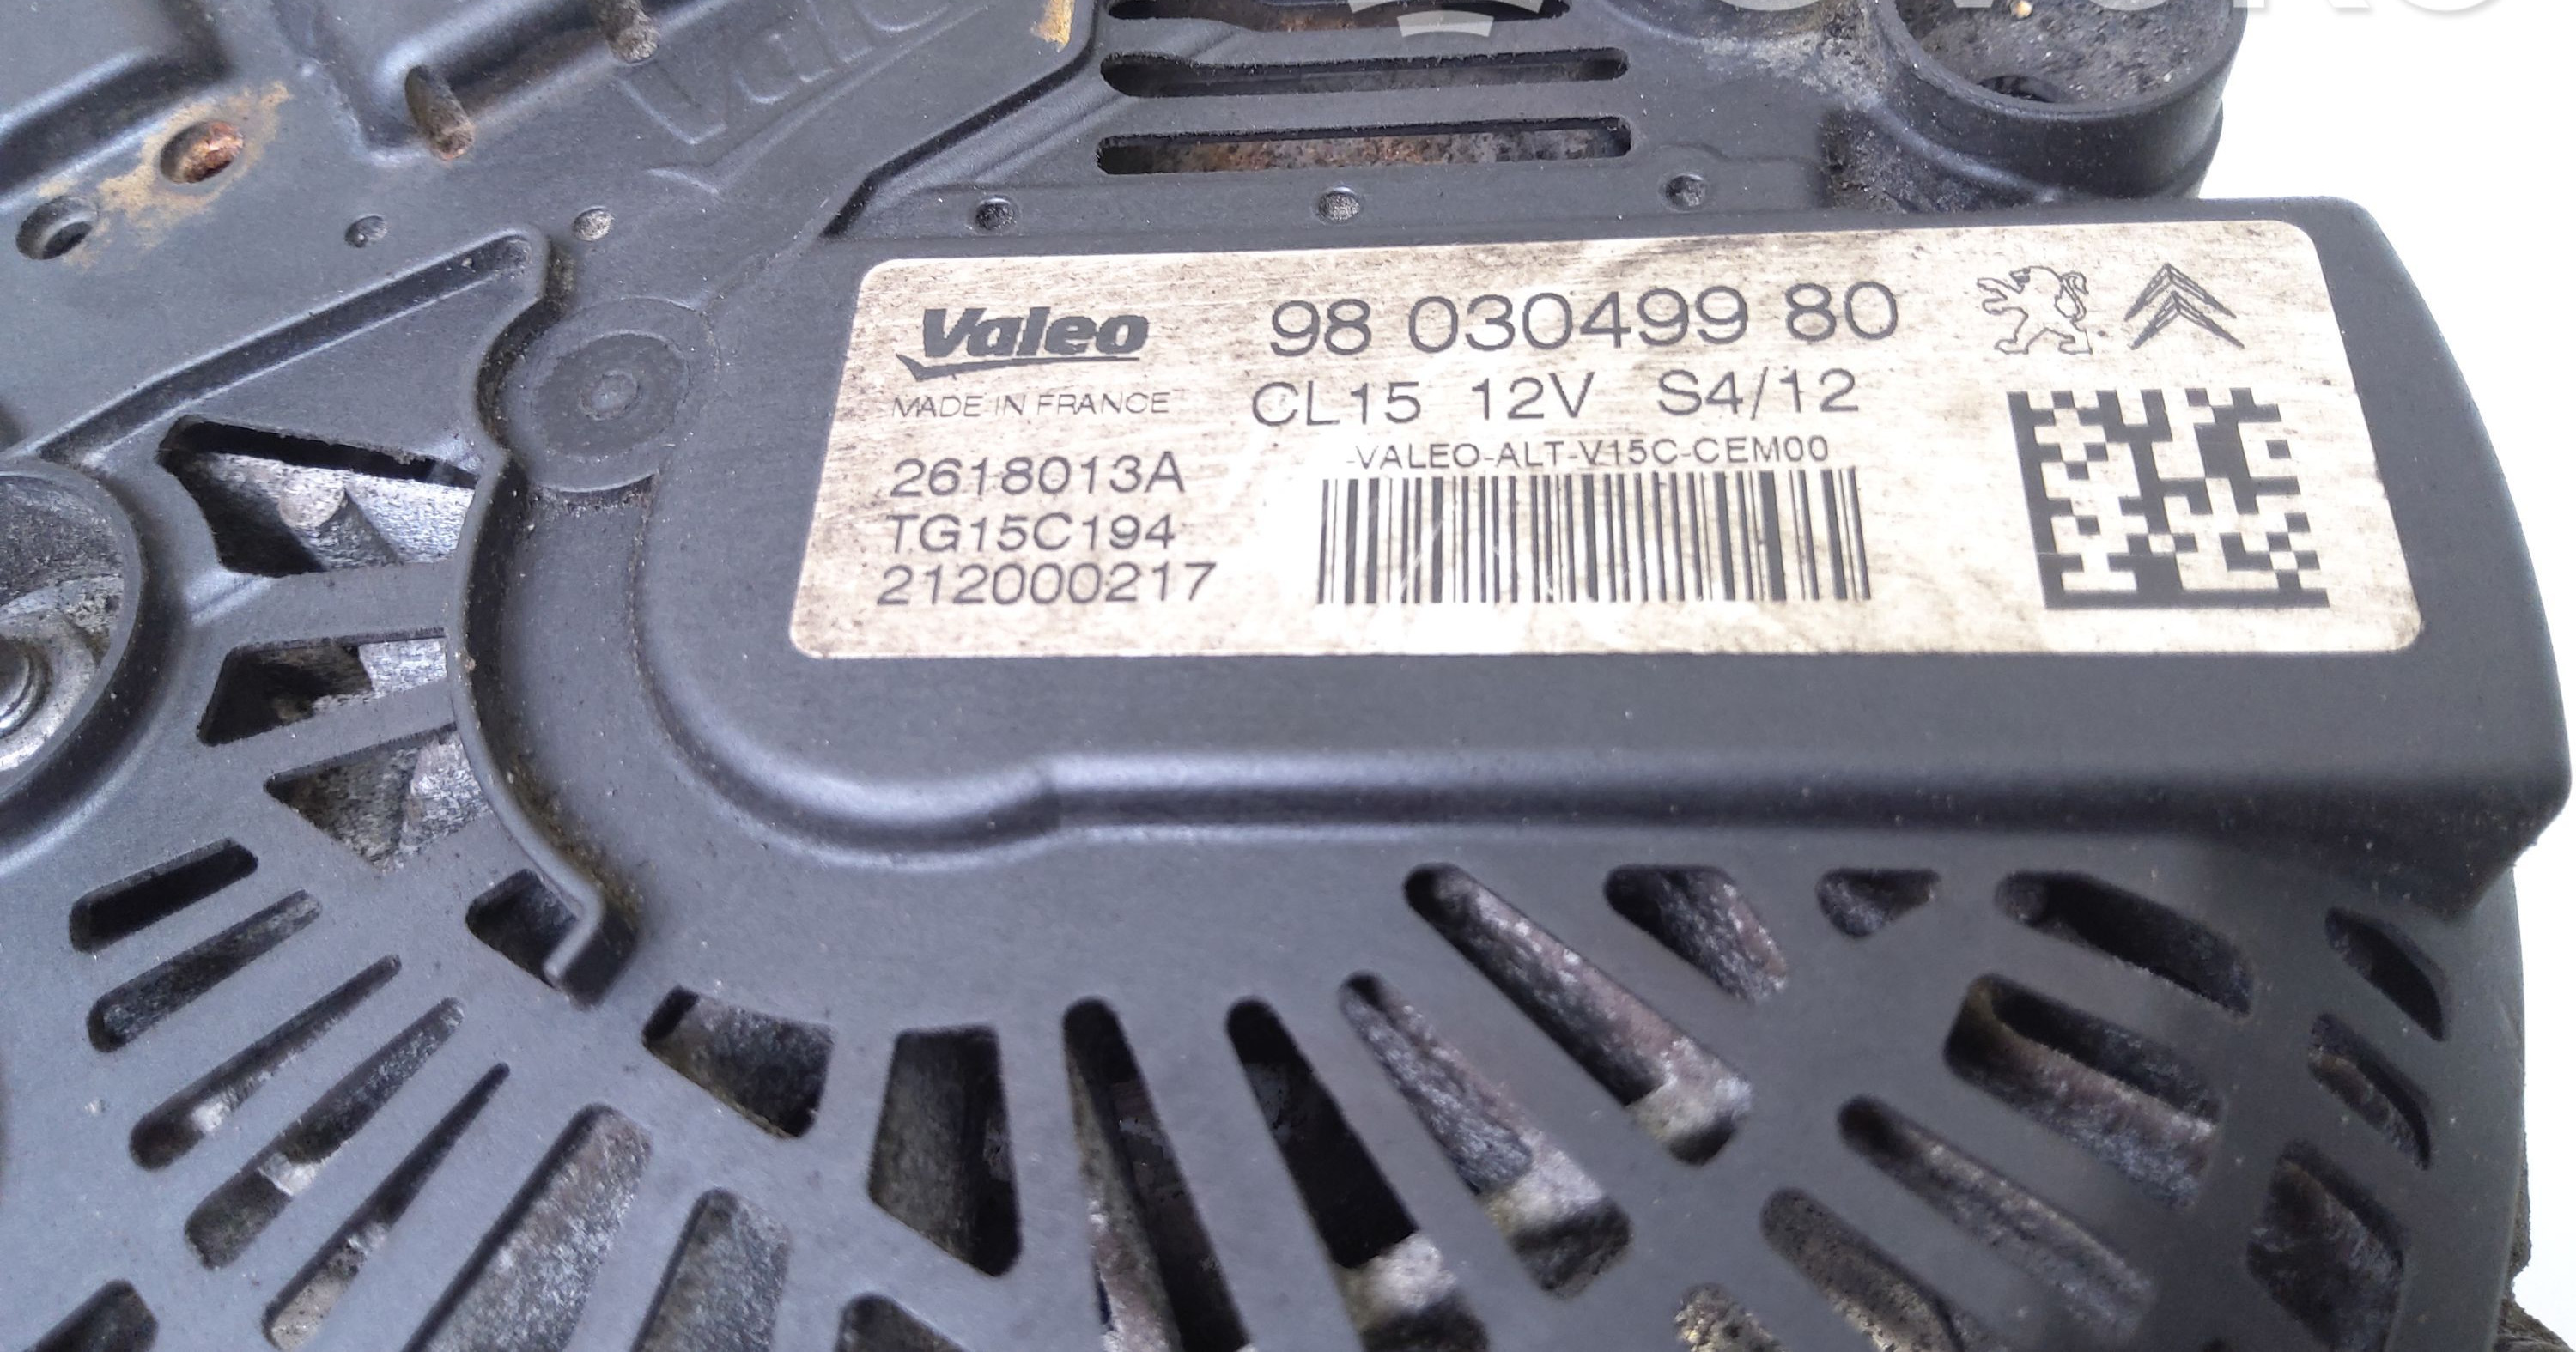 Valeo
98 030499 80
MADE IN FRANCE
CL15 12V S4/12
-VALEO-ALT-V15C-CEM00
2618013A
TG15C194
212000217